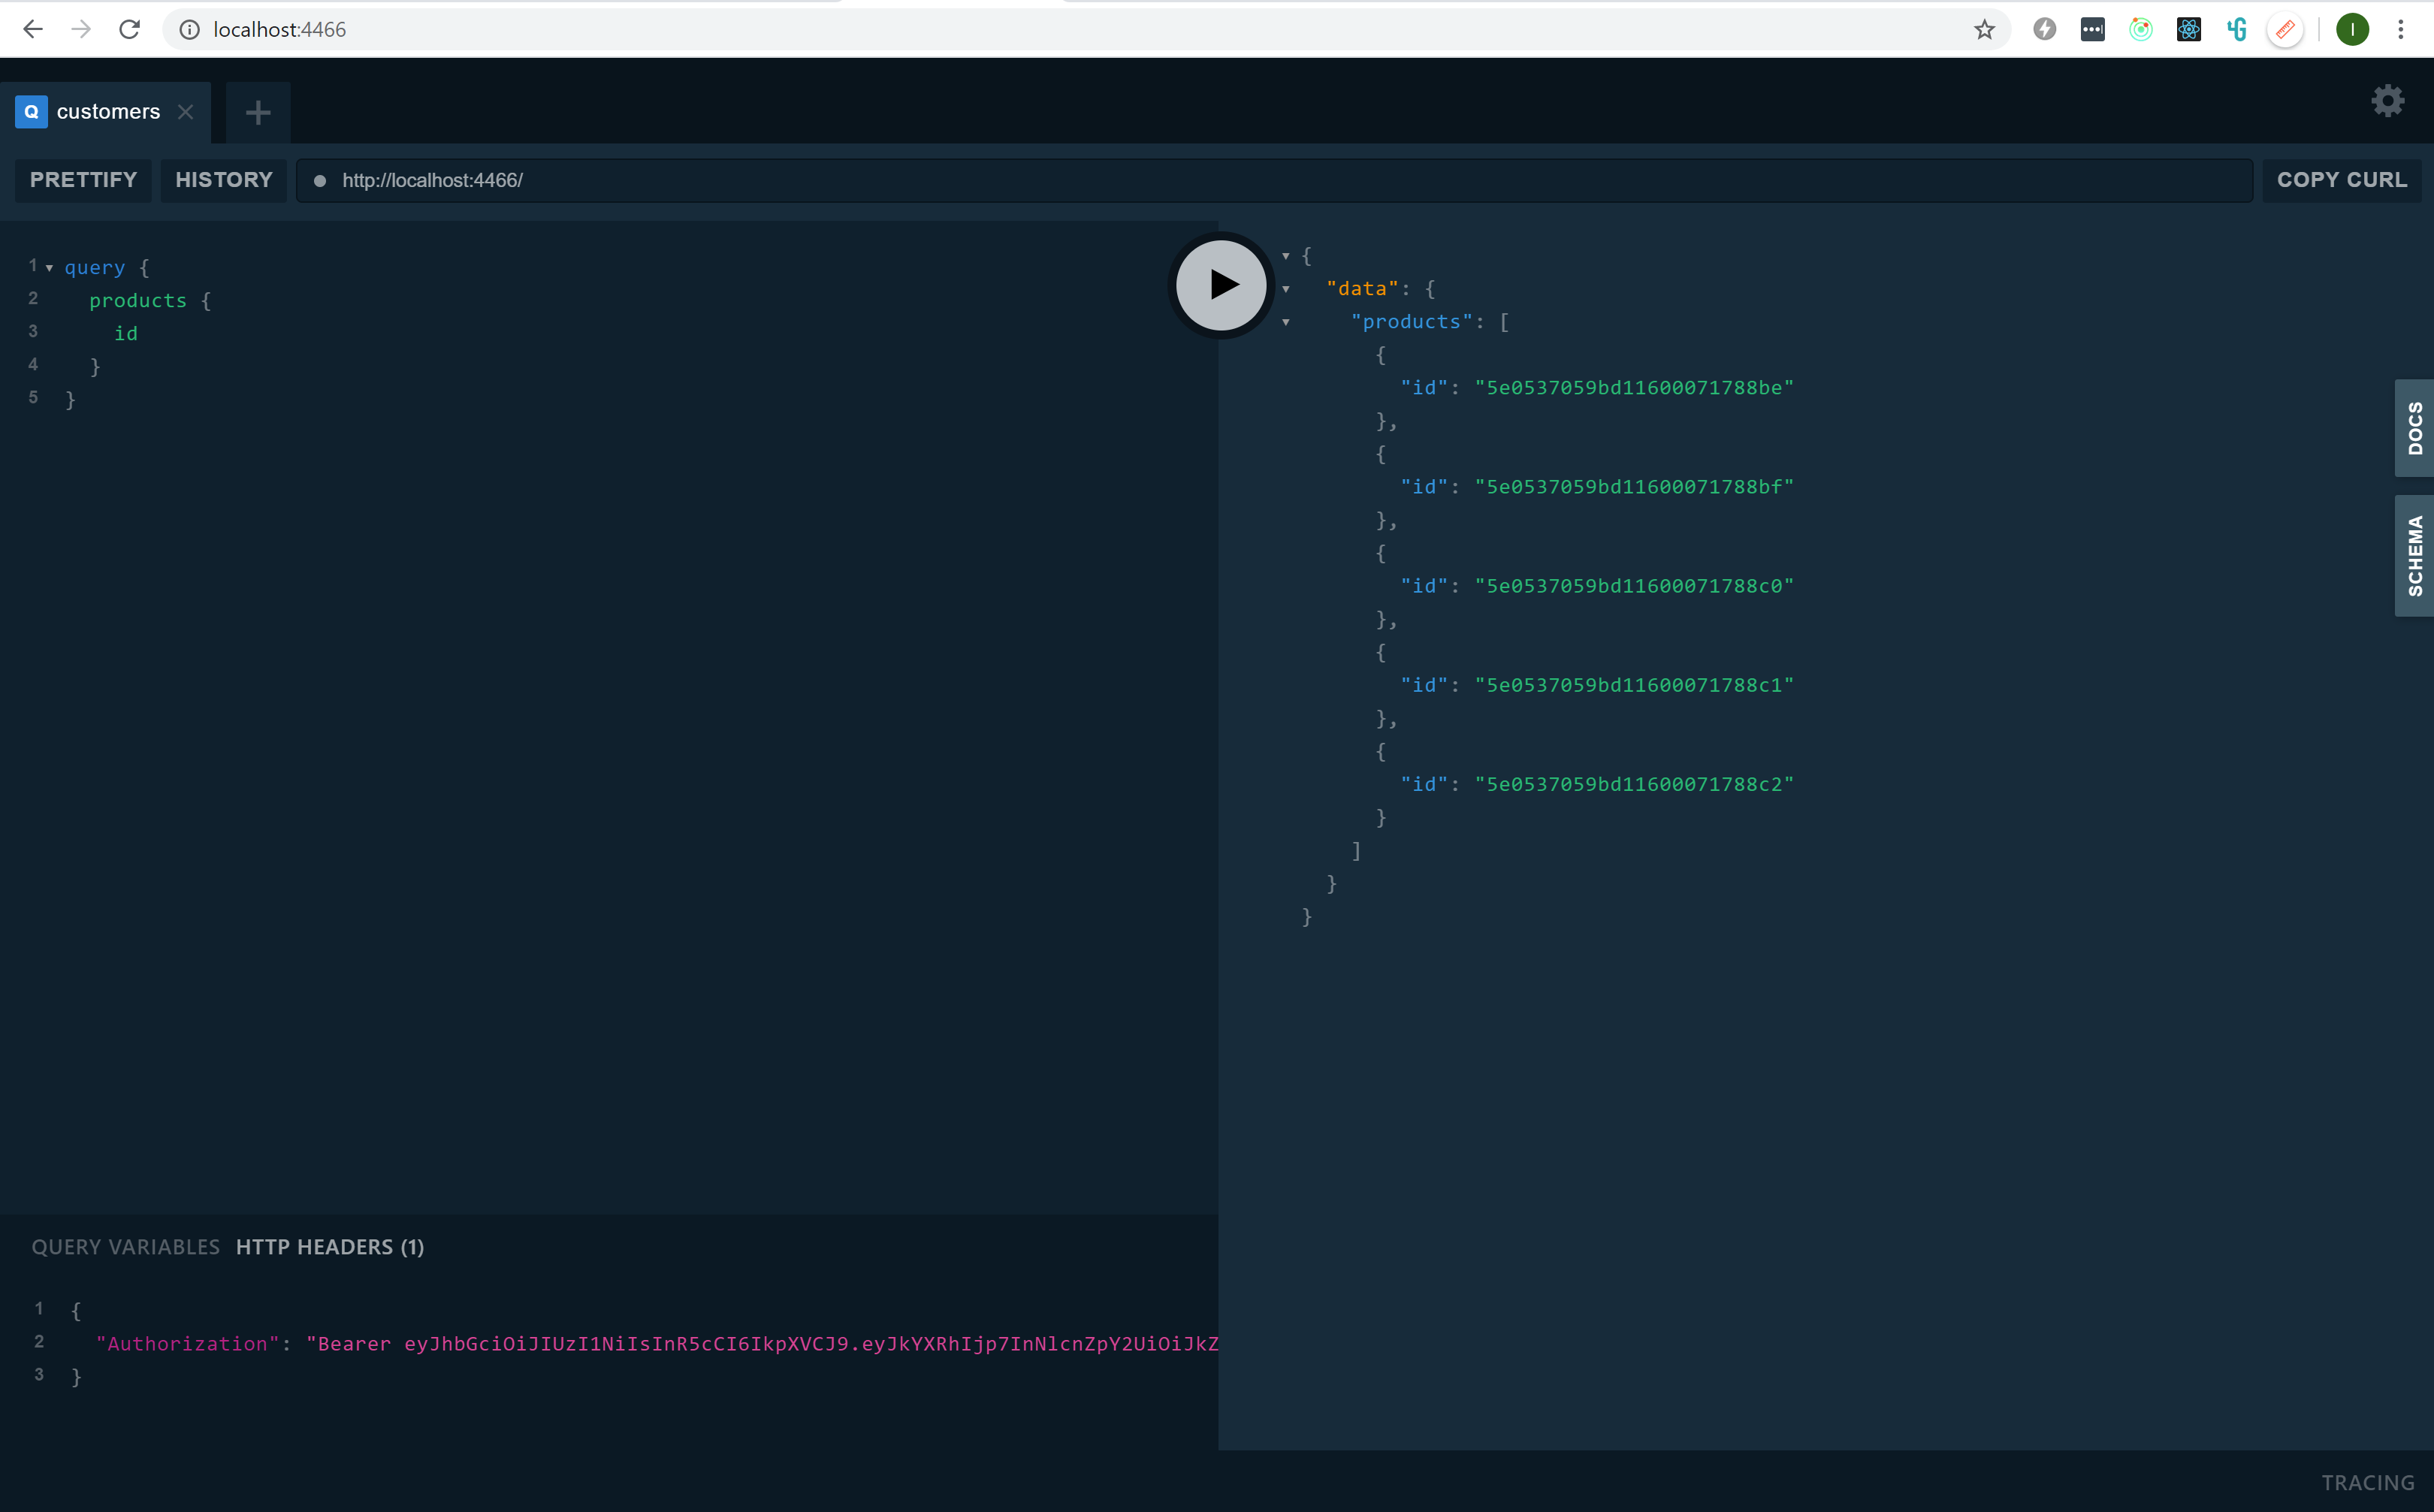 localhost:4466
Q customers
PRETTIFY HISTORY http://localhost:4466/ COPY CURL
1 query {
2 products {
3 id
4 }
5 }
{
"data": {
"products": [
{
"id": "5e0537059bd11600071788be"
},
{
"id": "5e0537059bd11600071788bf"
},
{
"id": "5e0537059bd11600071788c0"
},
{
"id": "5e0537059bd11600071788c1"
},
{
"id": "5e0537059bd11600071788c2"
}
]
}
}
DOCS
SCHEMA
QUERY VARIABLES HTTP HEADERS (1)
1 {
2 "Authorization": "Bearer eyJhbGciOiJIUzI1NiIsInR5cCI6IkpXVCJ9.eyJkYXRhIjp7InNlcnZpY2UiOiJkZ
3 }
TRACING